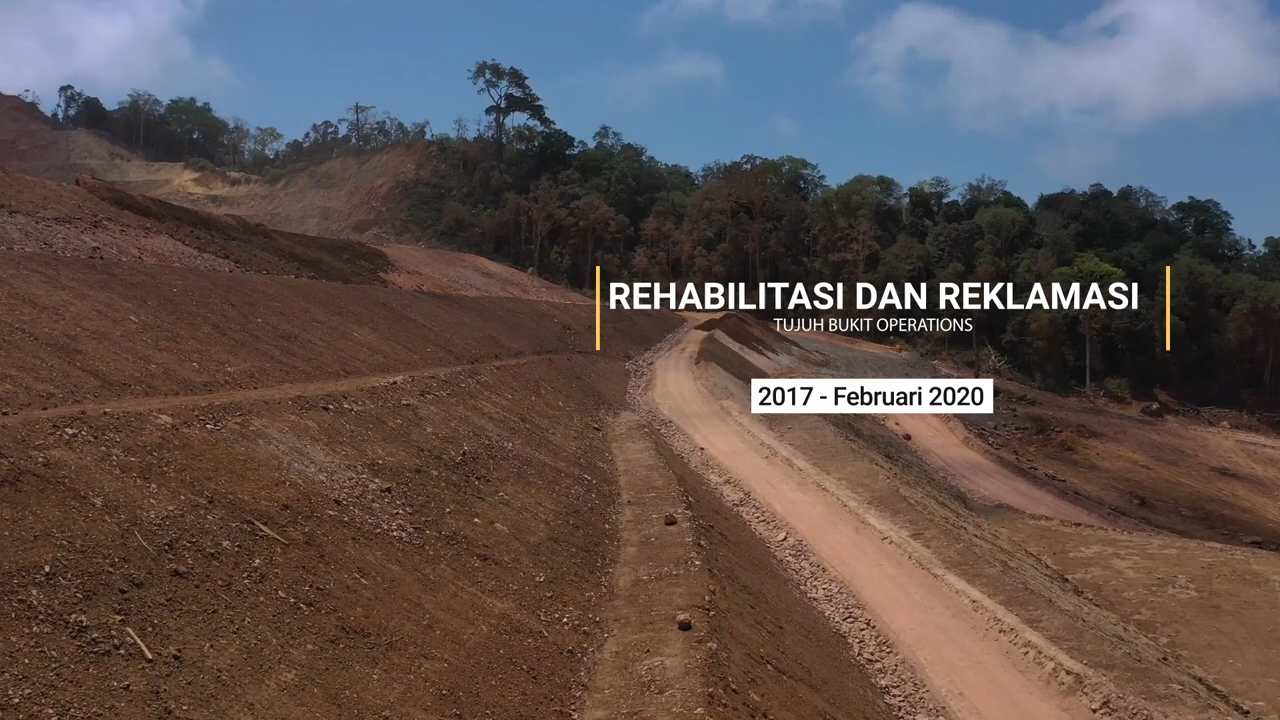 REHABILITASI DAN REKLAMASI
TUJUH BUKIT OPERATIONS
2017 - Februari 2020